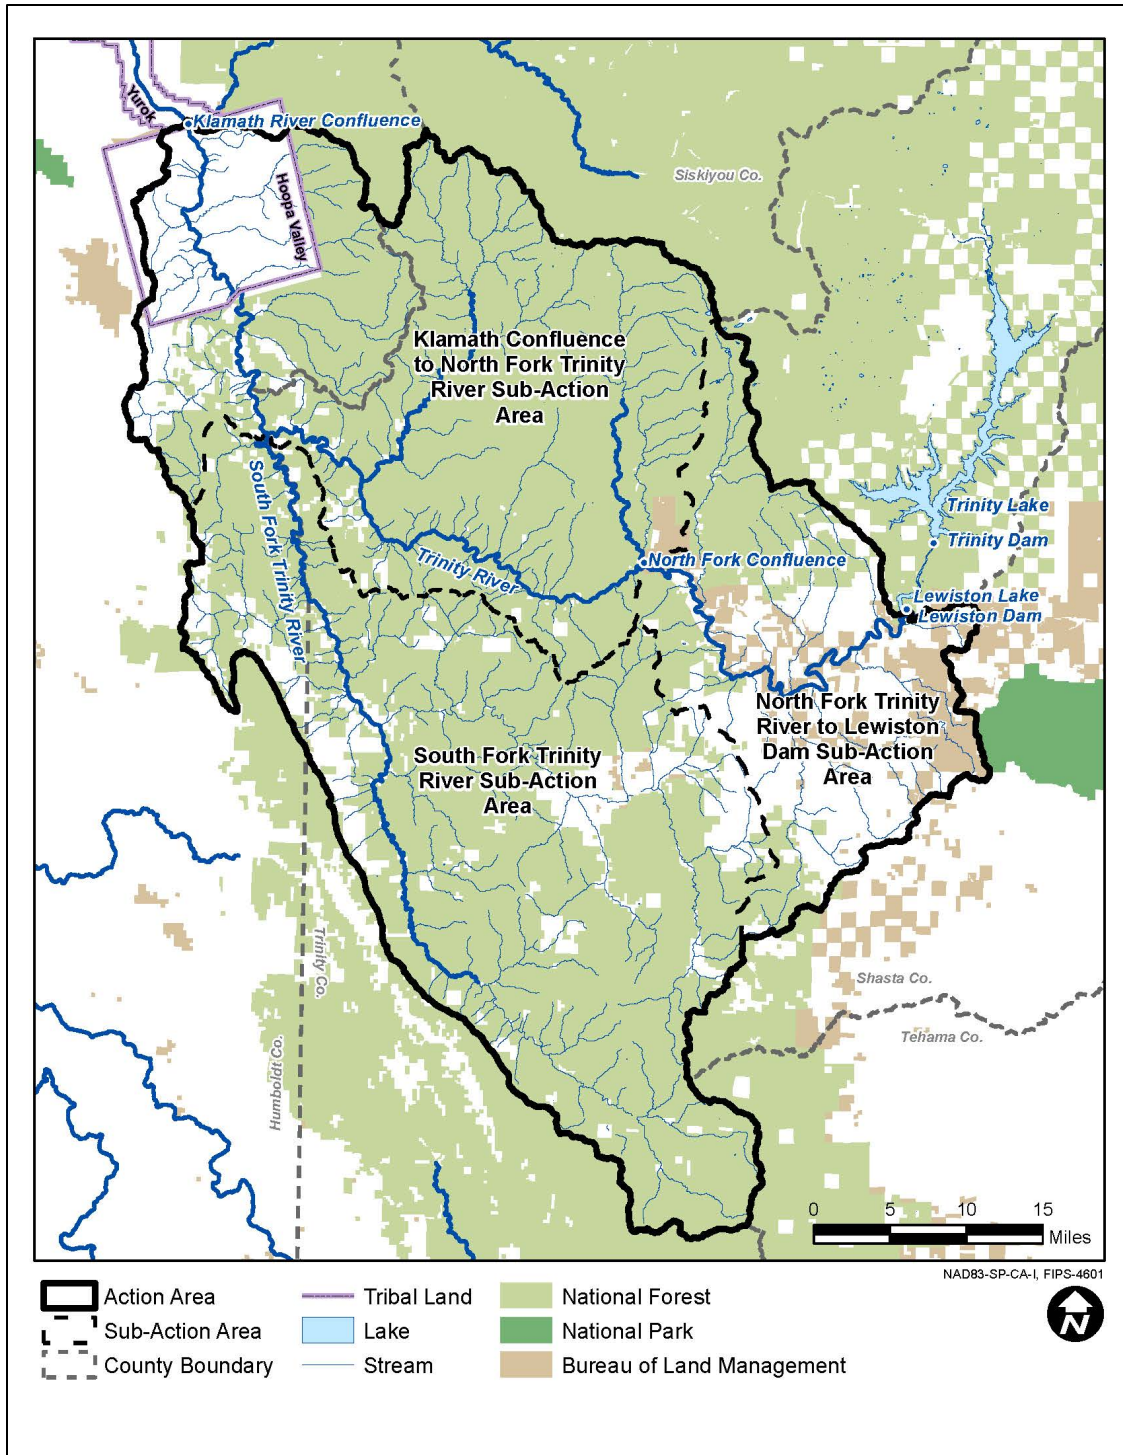 Yurok
Klamath River Confluence
Siskiyou Co.
Hoopa Valley
Klamath Confluence
to North Fork Trinity
River Sub-Action
Area
South Fork Trinity River
Trinity River
North Fork Confluence
Trinity Lake
Trinity Dam
Lewiston Lake
Lewiston Dam
North Fork Trinity
River to Lewiston
Dam Sub-Action
Area
South Fork Trinity
River Sub-Action
Area
Trinity Co.
Humboldt Co.
Shasta Co.
Tehama Co.
0 5 10 15
Miles
NAD83-SP-CA-I, FIPS-4601
Action Area
Sub-Action Area
County Boundary
Tribal Land
Lake
Stream
National Forest
National Park
Bureau of Land Management
N